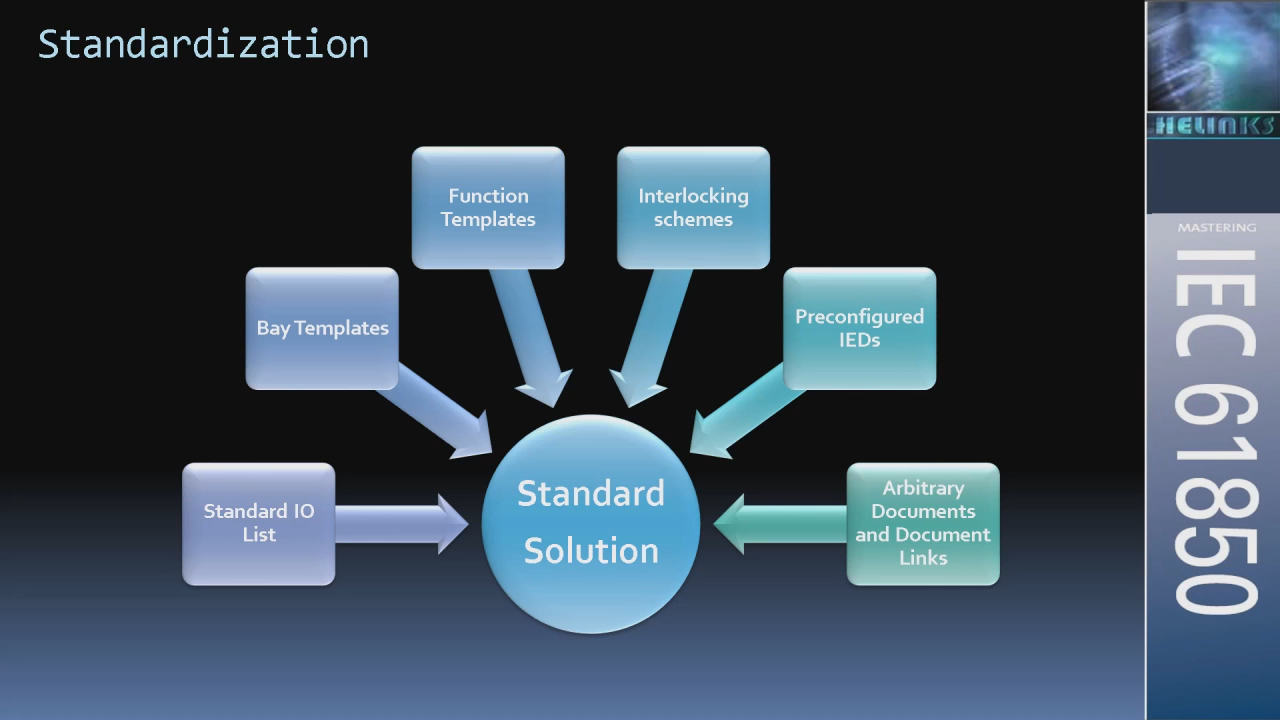 Standardization
Function
Templates
Interlocking
schemes
Bay Templates
Preconfigured
IEDs
Standard IO
List
Standard
Solution
Arbitrary
Documents
and Document
Links
HELINKS
MASTERING
IEC 61850